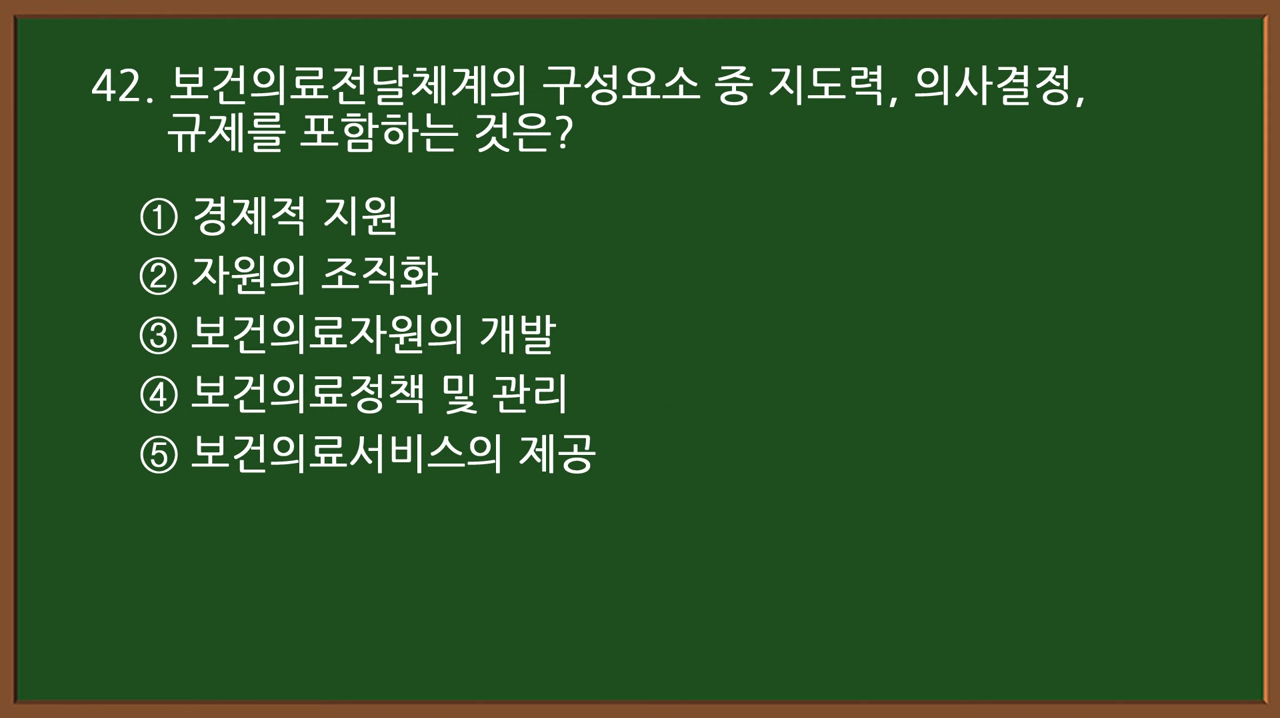 42. 보건의료전달체계의 구성요소 중 지도력, 의사결정,
규제를 포함하는 것은?
① 경제적 지원
② 자원의 조직화
③ 보건의료자원의 개발
④ 보건의료정책 및 관리
⑤ 보건의료서비스의 제공